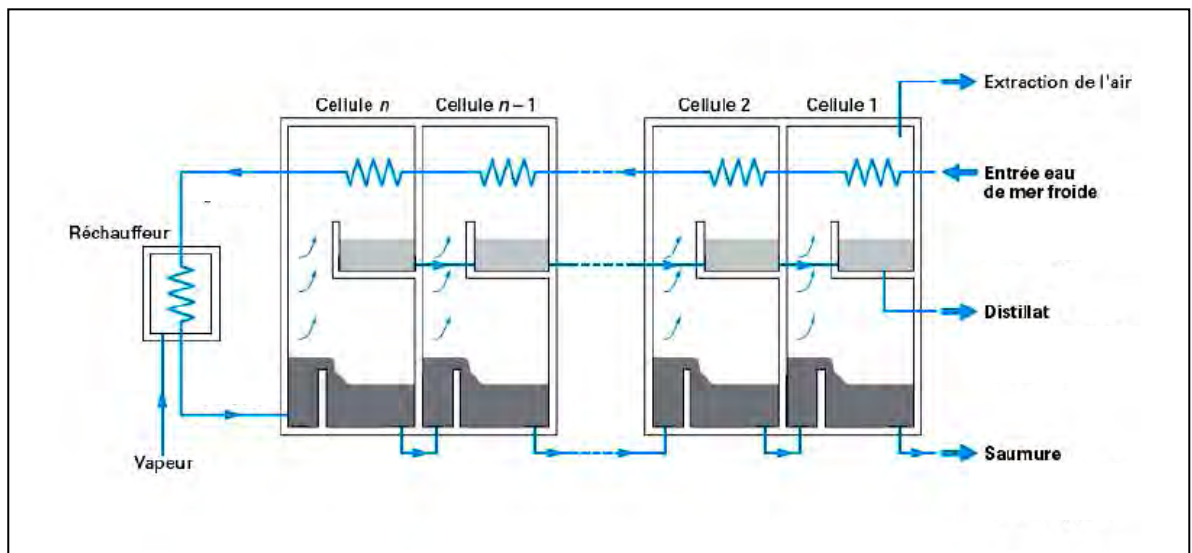 Cellule n
Cellule n – 1
Cellule 2
Cellule 1
Extraction de l'air
Entrée eau
de mer froide
Réchauffeur
Distillat
Vapeur
Saumure